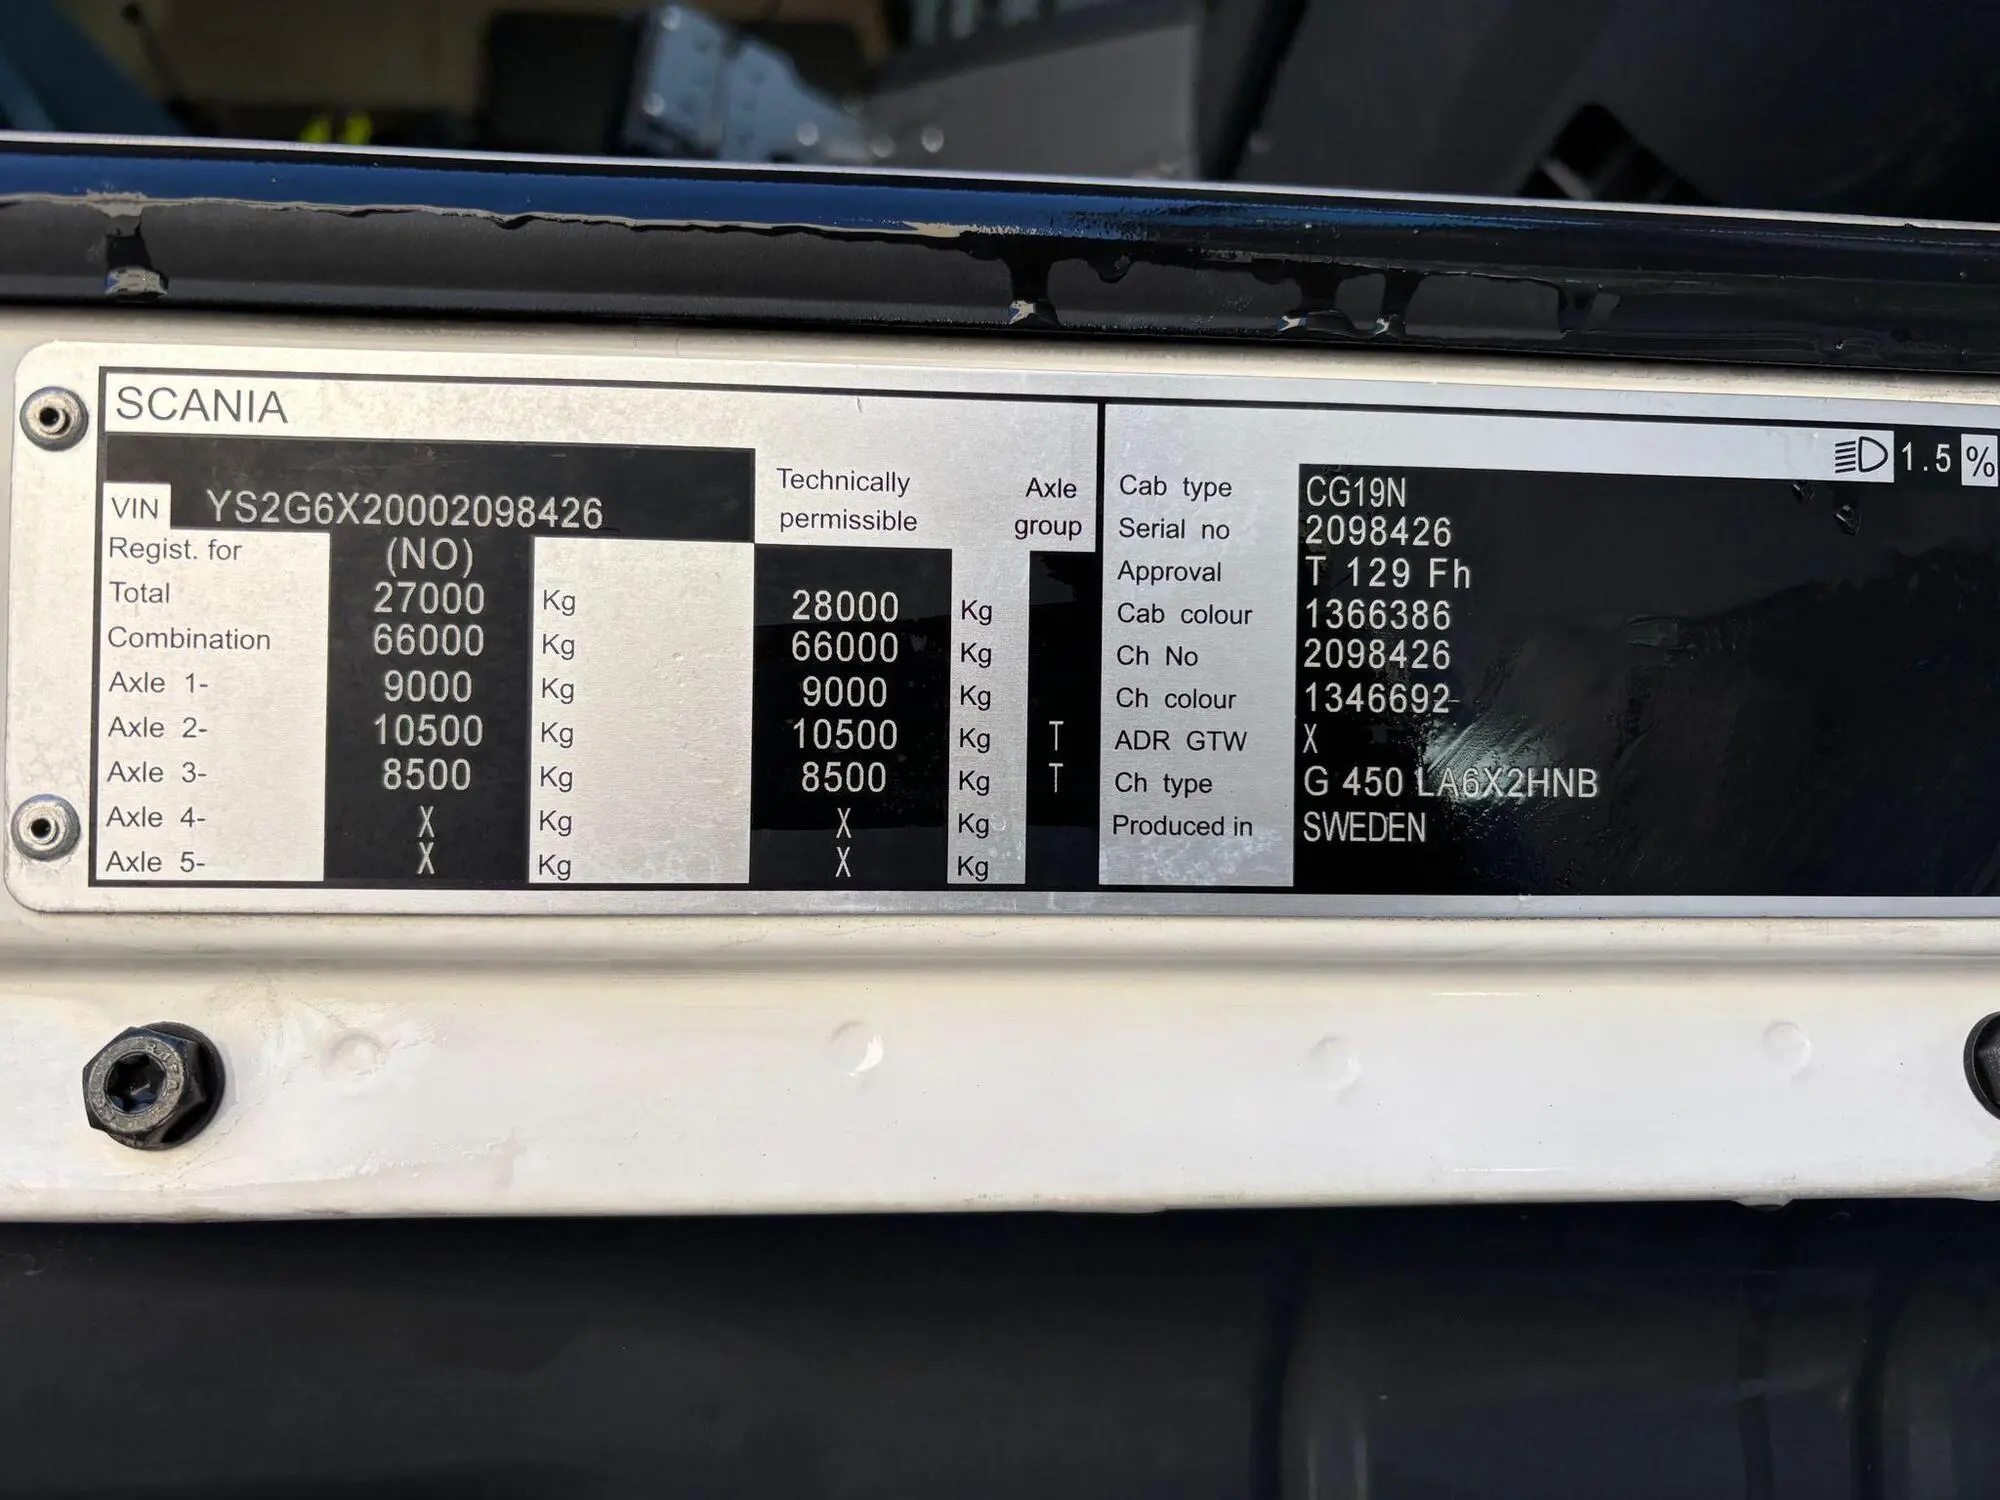 SCANIA
VIN YS2G6X20002098426
Technically permissible
Axle group
Regist. for (NO)
Total 27000 Kg 28000 Kg
Combination 66000 Kg 66000 Kg
Axle 1- 9000 Kg 9000 Kg
Axle 2- 10500 Kg 10500 Kg T
Axle 3- 8500 Kg 8500 Kg T
Axle 4- X Kg X Kg
Axle 5- X Kg X Kg
1.5 %
Cab type CG19N
Serial no 2098426
Approval T 129 Fh
Cab colour 1366386
Ch No 2098426
Ch colour 1346692
ADR GTW X
Ch type G 450 LA6X2HNB
Produced in SWEDEN